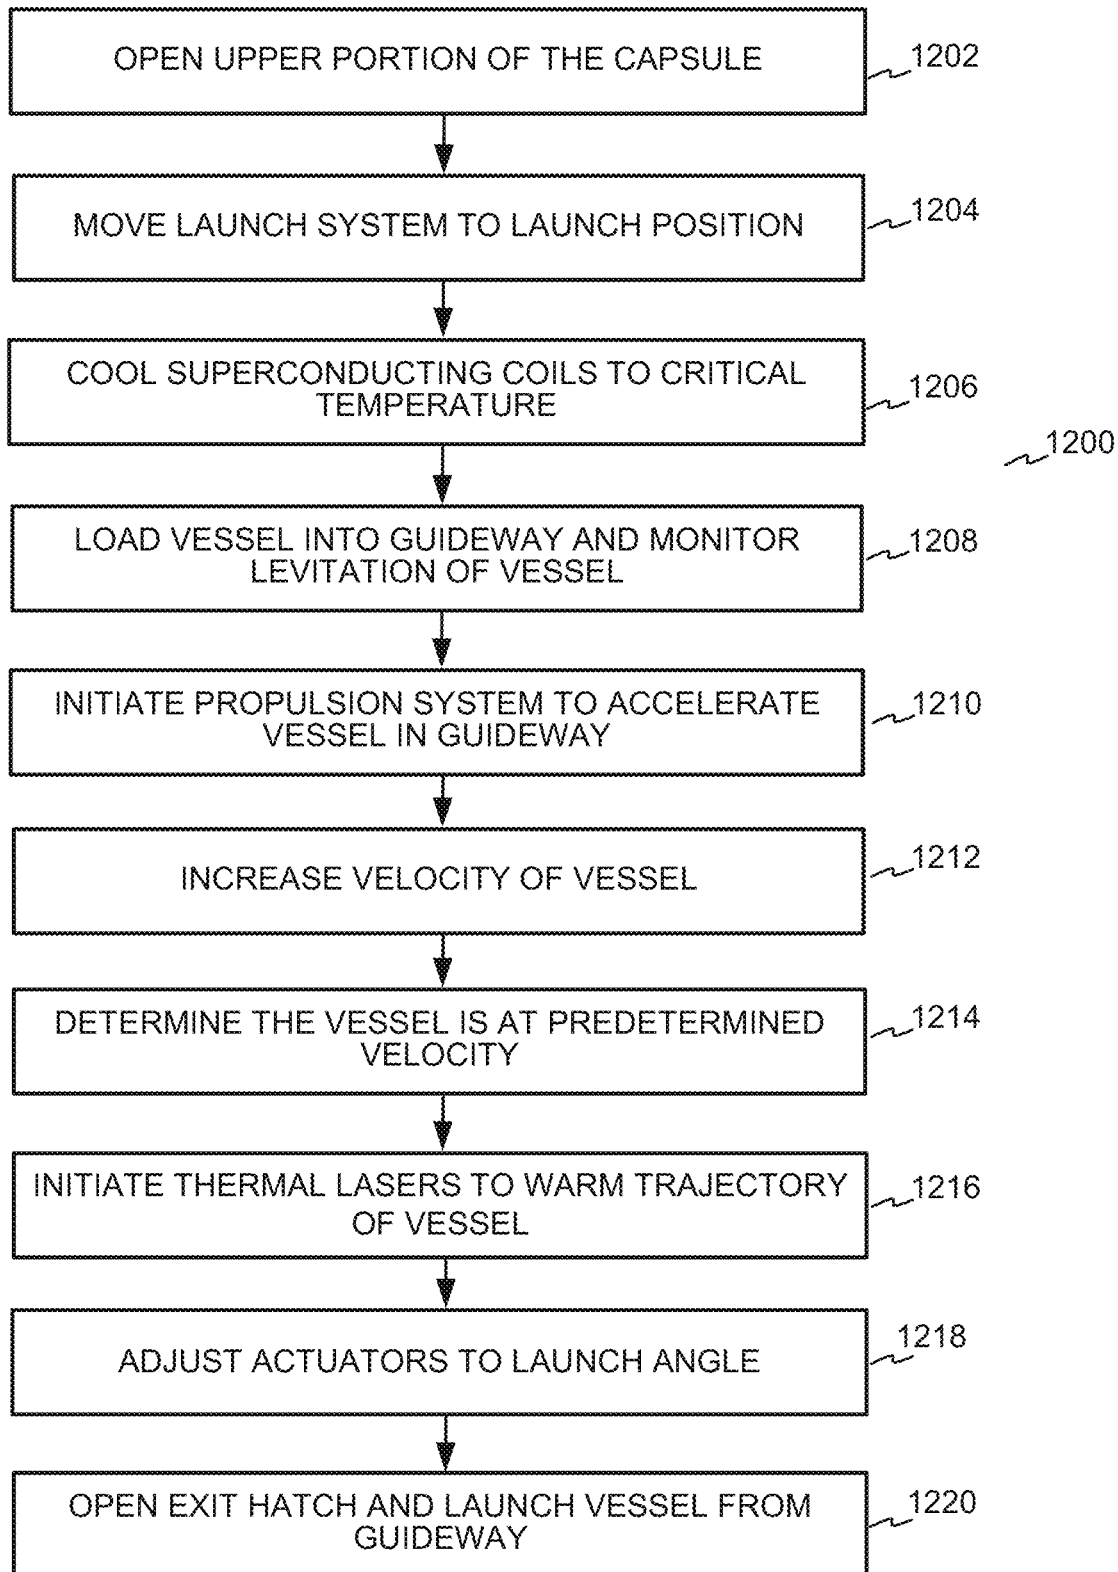 OPEN UPPER PORTION OF THE CAPSULE
1202
MOVE LAUNCH SYSTEM TO LAUNCH POSITION
1204
COOL SUPERCONDUCTING COILS TO CRITICAL
TEMPERATURE
1206
1200
LOAD VESSEL INTO GUIDEWAY AND MONITOR
LEVITATION OF VESSEL
1208
INITIATE PROPULSION SYSTEM TO ACCELERATE
VESSEL IN GUIDEWAY
1210
INCREASE VELOCITY OF VESSEL
1212
DETERMINE THE VESSEL IS AT PREDETERMINED
VELOCITY
1214
INITIATE THERMAL LASERS TO WARM TRAJECTORY
OF VESSEL
1216
ADJUST ACTUATORS TO LAUNCH ANGLE
1218
OPEN EXIT HATCH AND LAUNCH VESSEL FROM
GUIDEWAY
1220